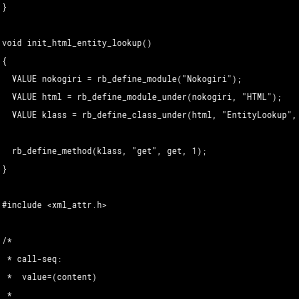 }
void init_html_entity_lookup()
{
VALUE nokogiri = rb_define_module("Nokogiri");
VALUE html = rb_define_module_under(nokogiri, "HTML");
VALUE klass = rb_define_class_under(html, "EntityLookup",
rb_define_method(klass, "get", get, 1);
}
#include <xml_attr.h>
/*
* call-seq:
*  value=(content)
*